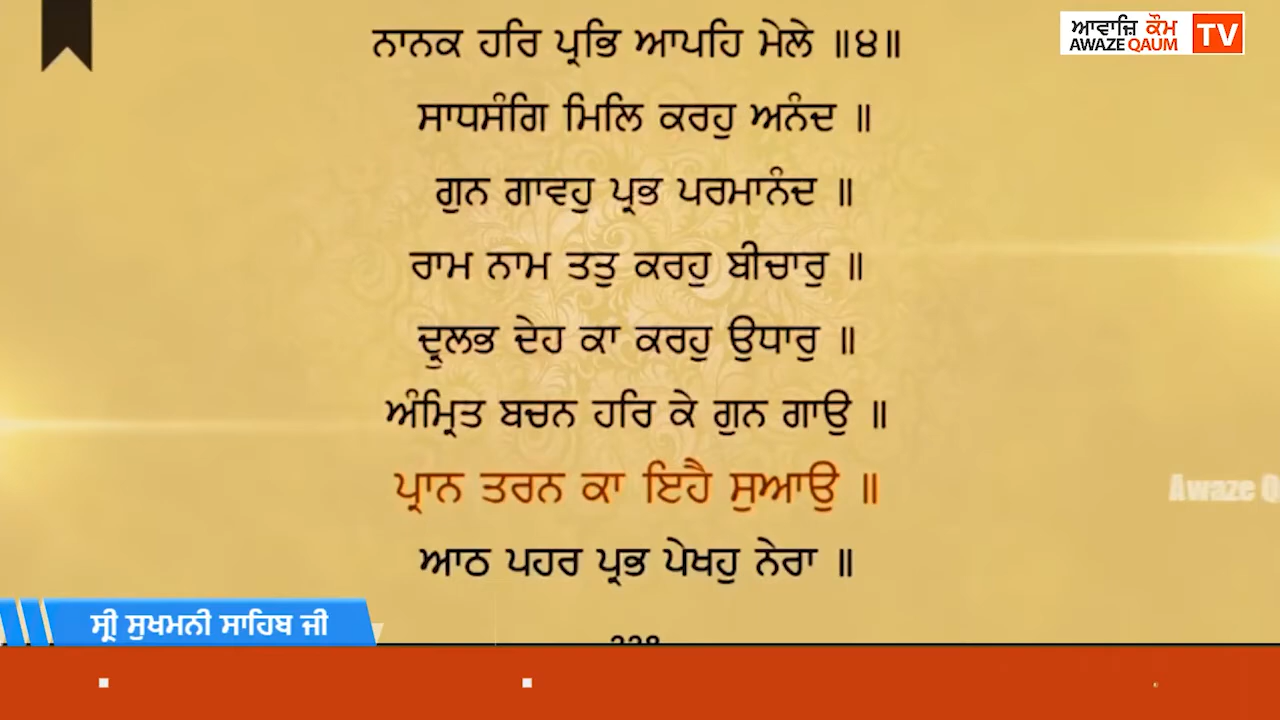 ਨਾਨਕ ਹਰਿ ਪ੍ਰਭਿ ਆਪਹਿ ਮੇਲੇ ॥੪॥
ਆਵਾਜ਼ਿ ਕੌਮ
AWAZE QAUM TV
ਸਾਧਸੰਗਿ ਮਿਲਿ ਕਰਹੁ ਅਨੰਦ ॥
ਗੁਨ ਗਾਵਹੁ ਪ੍ਰਭ ਪਰਮਾਨੰਦ ॥
ਰਾਮ ਨਾਮ ਤਤੁ ਕਰਹੁ ਬੀਚਾਰੁ ॥
ਦ੍ਰੁਲਭ ਦੇਹ ਕਾ ਕਰਹੁ ਉਧਾਰੁ ॥
ਅੰਮ੍ਰਿਤ ਬਚਨ ਹਰਿ ਕੇ ਗੁਨ ਗਾਉ ॥
ਪ੍ਰਾਨ ਤਰਨ ਕਾ ਇਹੈ ਸੁਆਉ ॥
Awaze Q
ਆਠ ਪਹਰ ਪ੍ਰਭ ਪੇਖਹੁ ਨੇਰਾ ॥
ਸ੍ਰੀ ਸੁਖਮਨੀ ਸਾਹਿਬ ਜੀ